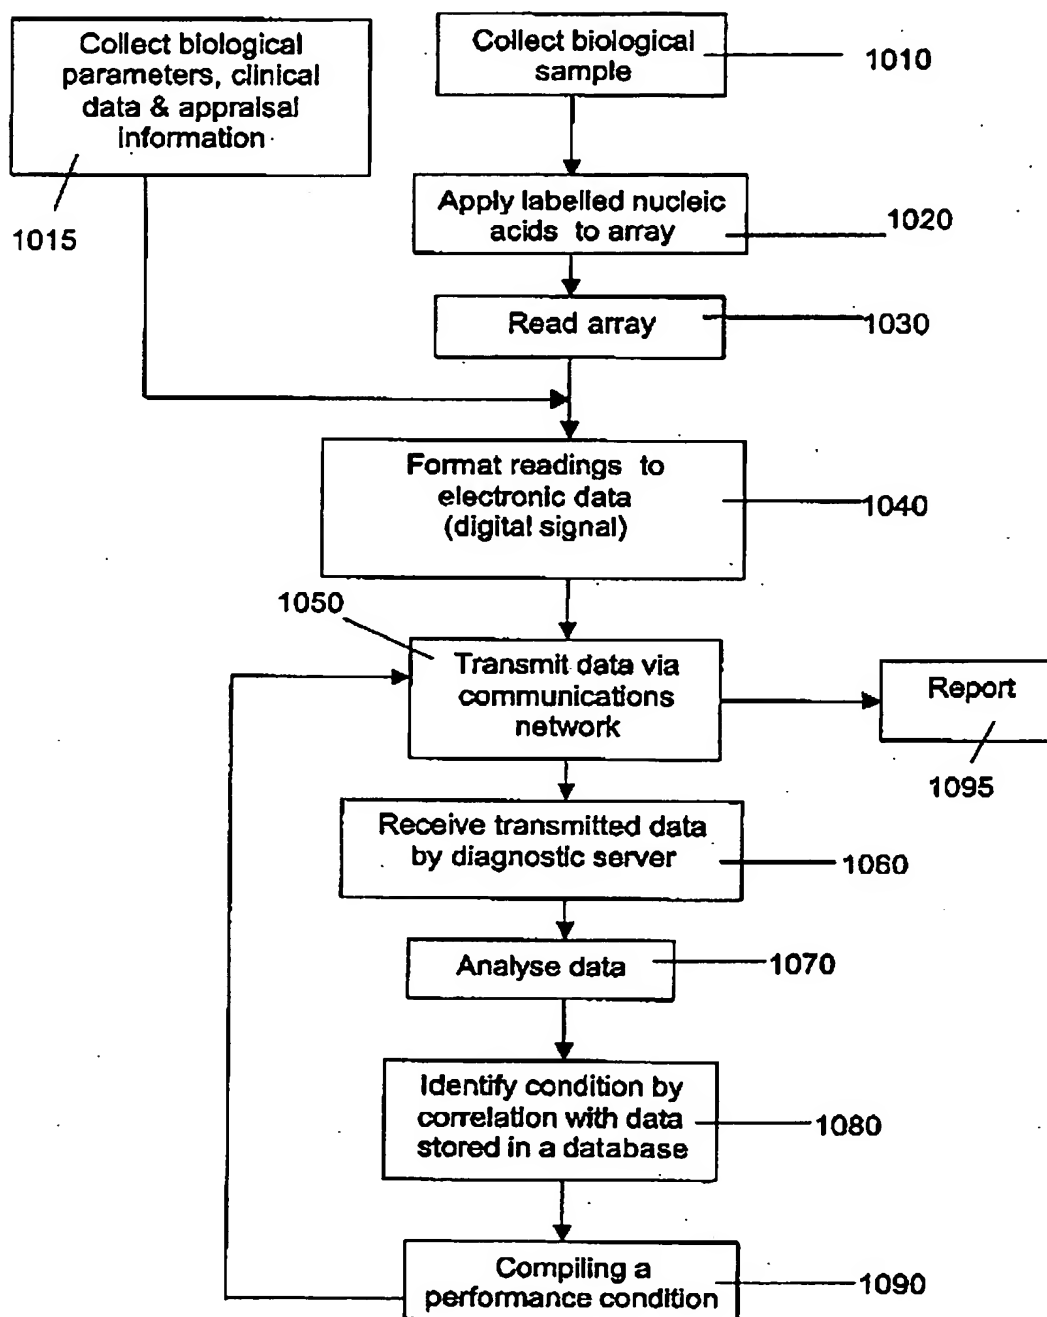 Collect biological
parameters, clinical
data & appraisal
information
1015
Collect biological
sample
1010
Apply labelled nucleic
acids to array
1020
Read array
1030
Format readings to
electronic data
(digital signal)
1040
1050
Transmit data via
communications
network
Report
1095
Receive transmitted data
by diagnostic server
1060
Analyse data
1070
Identify condition by
correlation with data
stored in a database
1080
Compiling a
performance condition
1090